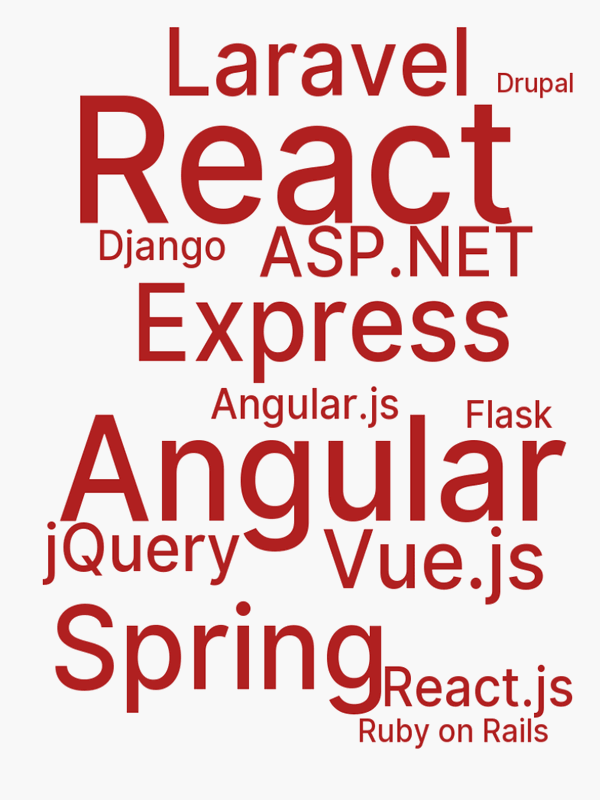 Laravel
Drupal
React
Django
ASP.NET
Express
Angular.js
Flask
Angular
jQuery
Vue.js
Spring
React.js
Ruby on Rails